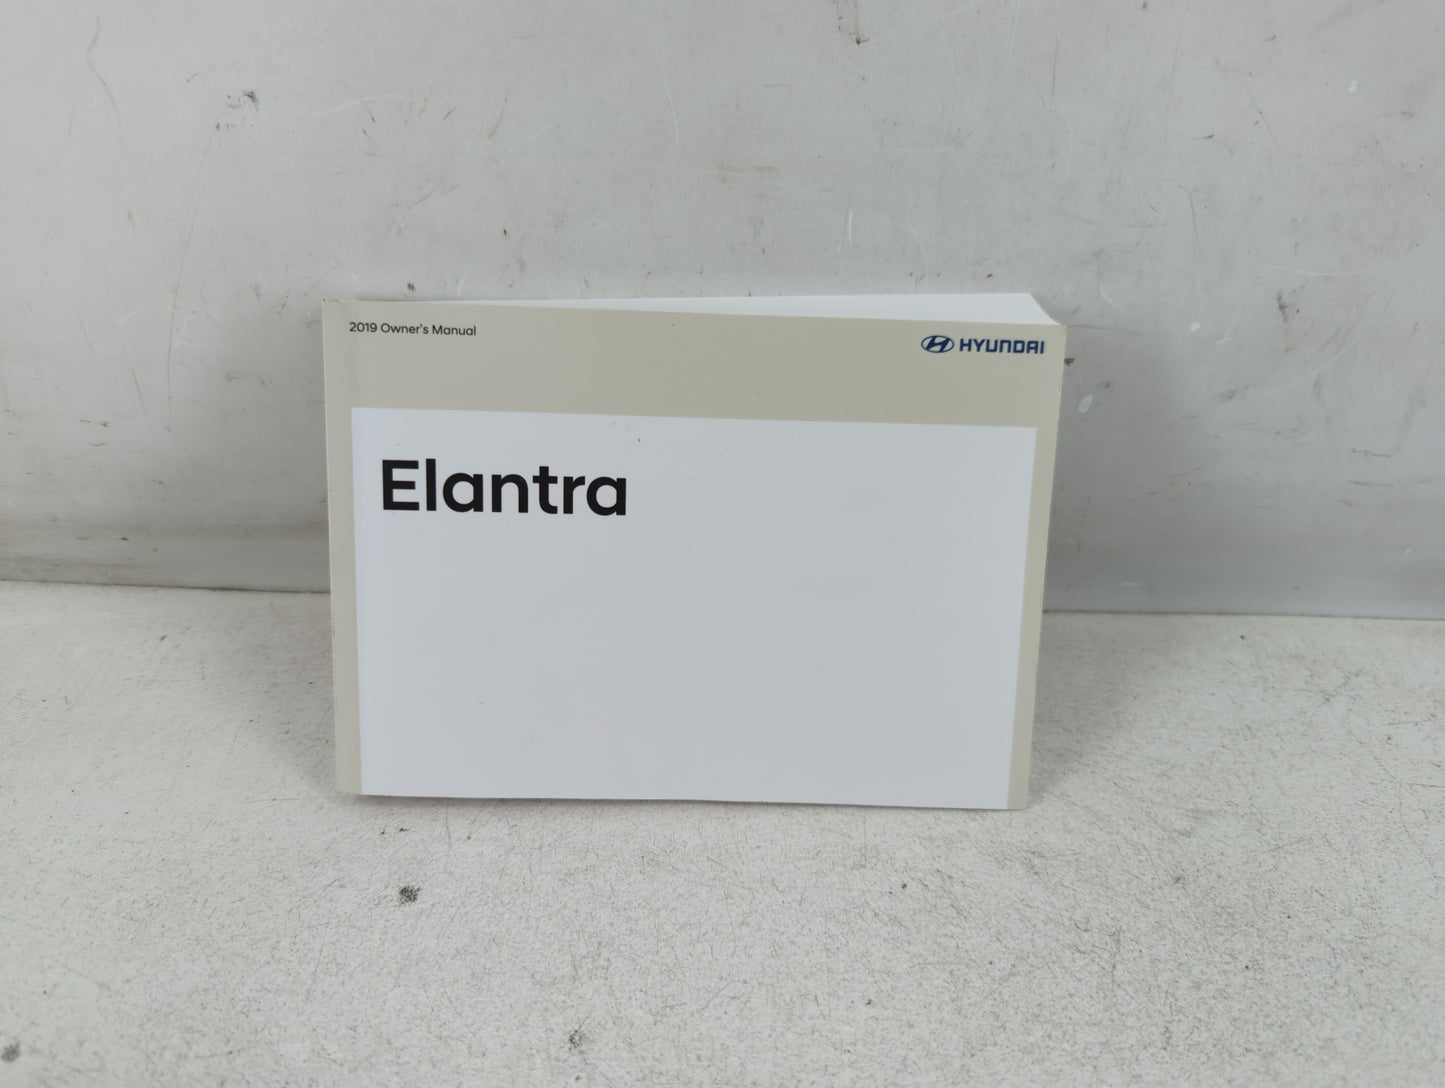 2019 Owner's Manual
HYUNDAI
Elantra